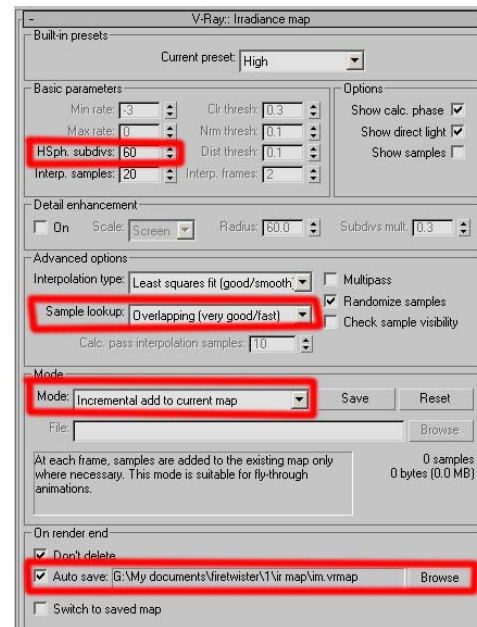 - V-Ray:: Irradiance map
Built-in presets
Current preset: High
Basic parameters
Min rate: -3 Clr thresh: 0.3
Max rate: 0 Nrm thresh: 0.1
HSph. subdivs: 60 Dist thresh: 0.1
Interp. samples: 20 Interp. frames: 2
Options
Show calc. phase
Show direct light
Show samples
Detail enhancement
On Scale: Screen Radius: 60.0 Subdivs mult. 0.3
Advanced options
Interpolation type: Least squares fit (good/smooth)
Multipass
Randomize samples
Check sample visibility
Sample lookup: Overlapping (very good/fast)
Calc. pass interpolation samples: 10
Mode
Mode: Incremental add to current map Save Reset
File: Browse
At each frame, samples are added to the existing map only
where necessary. This mode is suitable for fly-through
animations.
0 samples
0 bytes (0.0 MB)
On render end
Don't delete
Auto save: G:\My documents\firetwister\1\ir map\im.vrmap Browse
Switch to saved map